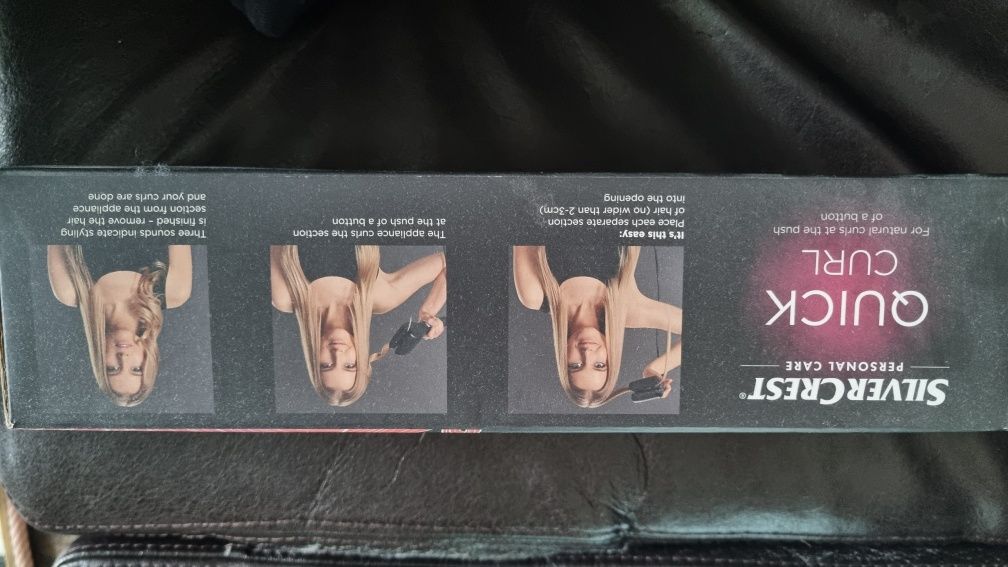 SILVERCREST®
PERSONAL CARE
QUICK
CURL
For natural curls at the push
of a button
It's this easy:
Place each separate section
of hair (no wider than 2-3cm)
into the opening
The appliance curls the section
at the push of a button
Three sounds indicate styling
is finished - remove the hair
section from the appliance
and your curls are done